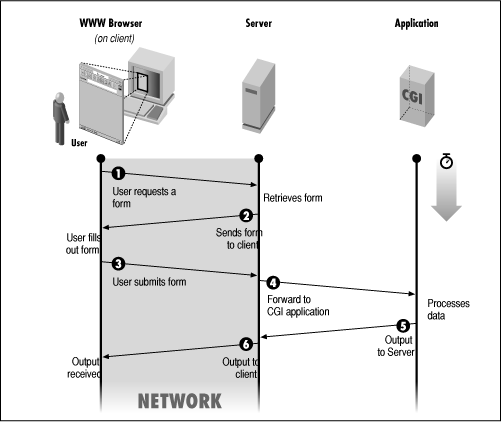 WWW Browser
(on client)
Server
Application
CGI
User
1
User requests a
form
Retrieves form
2
Sends form
to client
User fills
out form
3
User submits form
4
Forward to
CGI application
Processes
data
5
Output
to Server
6
Output to
client
Output
received
NETWORK